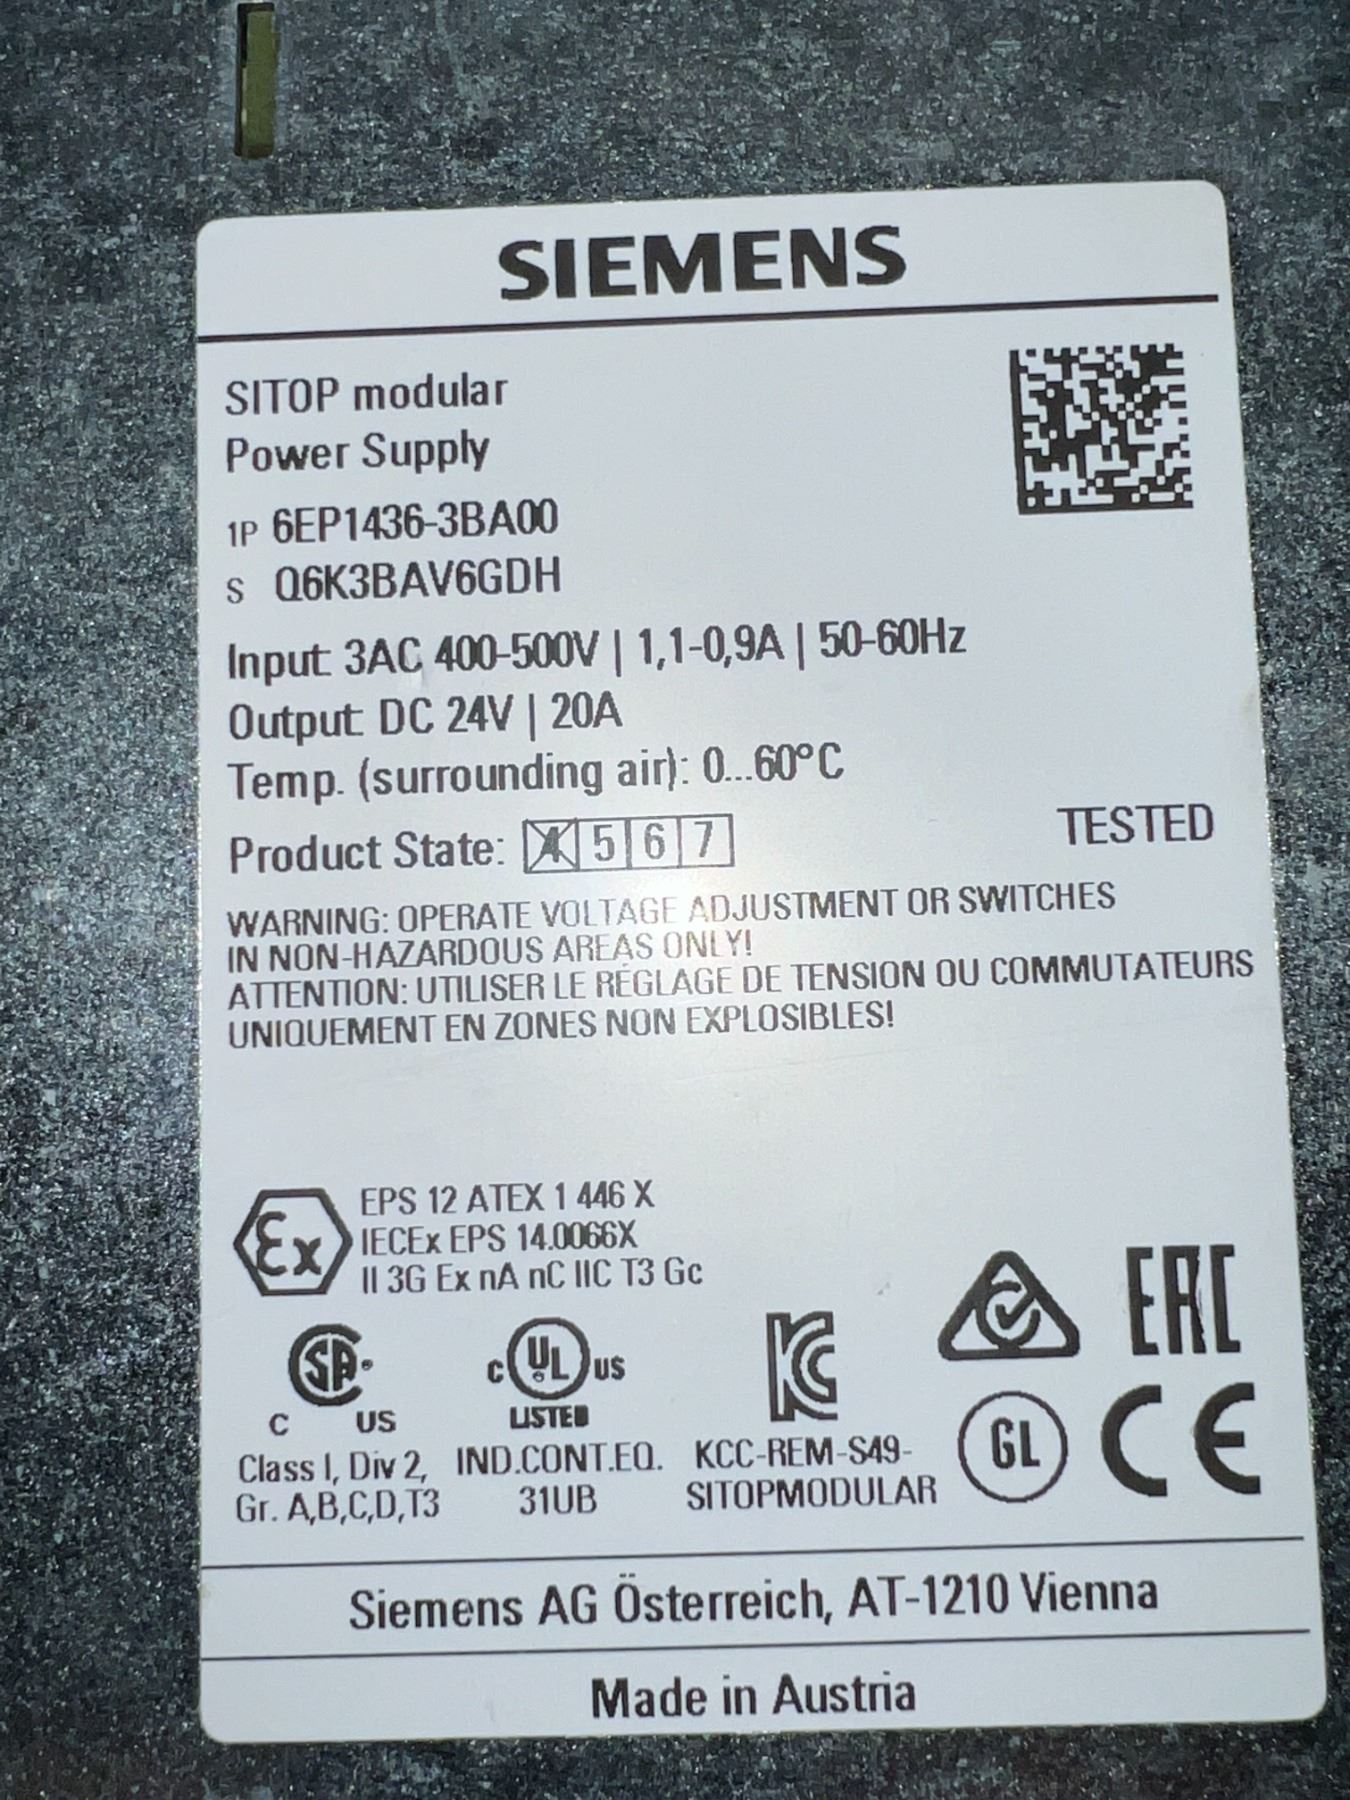 SIEMENS
SITOP modular
Power Supply
1P 6EP1436-3BA00
S Q6K3BAV6GDH
Input: 3AC 400-500V | 1,1-0,9A | 50-60Hz
Output: DC 24V | 20A
Temp. (surrounding air): 0...60°C
Product State: 4 5 6 7
TESTED
WARNING: OPERATE VOLTAGE ADJUSTMENT OR SWITCHES
IN NON-HAZARDOUS AREAS ONLY!
ATTENTION: UTILISER LE RÉGLAGE DE TENSION OU COMMUTATEURS
UNIQUEMENT EN ZONES NON EXPLOSIBLES!
Ex
EPS 12 ATEX 1 446 X
IECEx EPS 14.0066X
II 3G Ex nA nC IIC T3 Gc
EAC
SA
C US
Class I, Div 2,
Gr. A,B,C,D,T3
c UL us
LISTED
IND.CONT.EQ.
31UB
KC
KCC-REM-S49-
SITOPMODULAR
GL
CE
Siemens AG Österreich, AT-1210 Vienna
Made in Austria